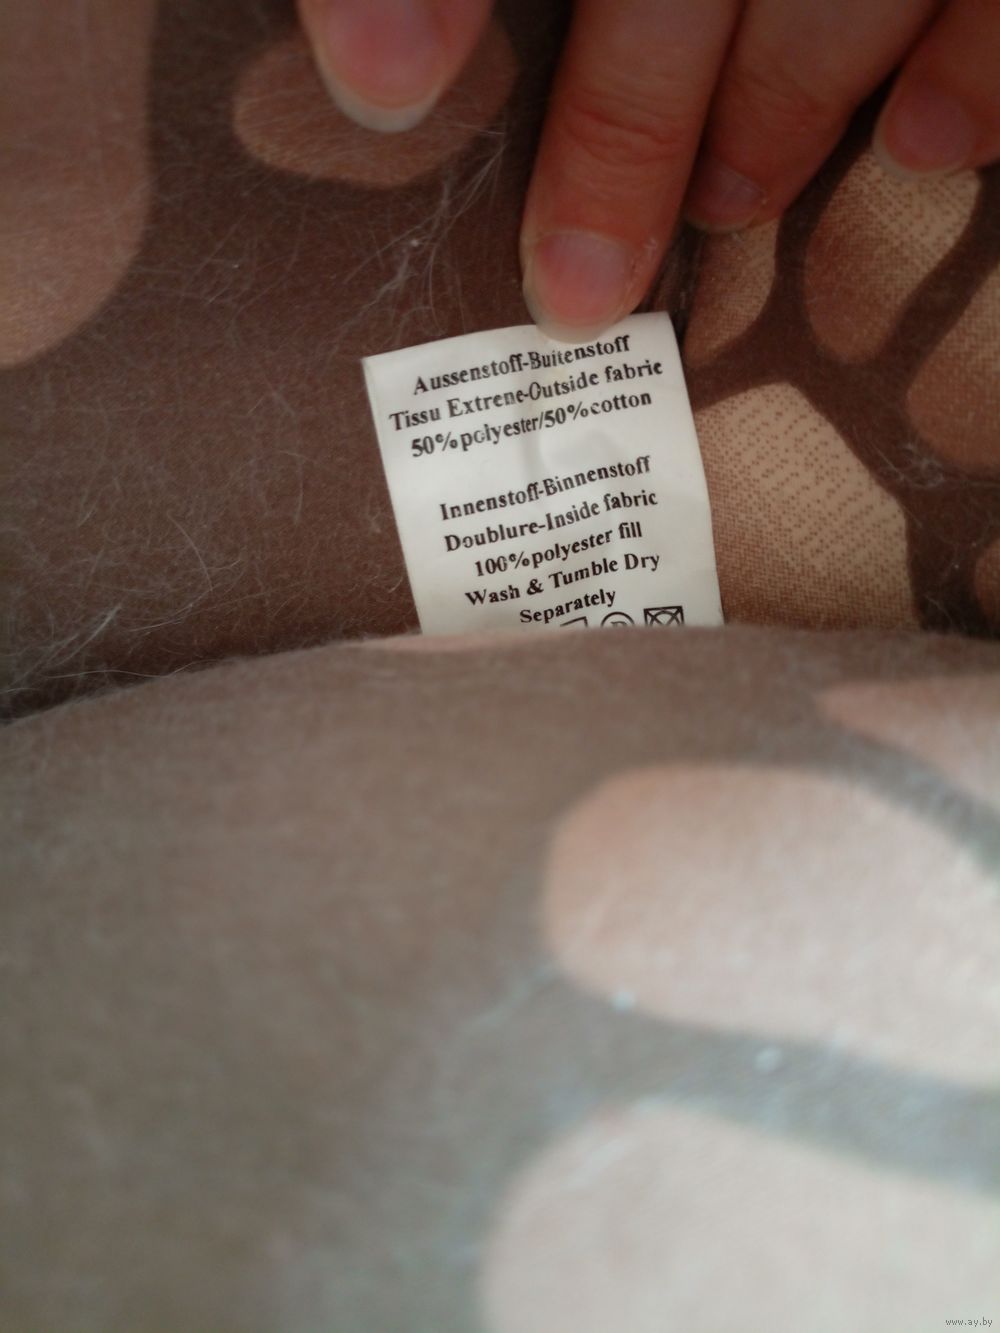 Aussenstoff-Buitenstoff
Tissu Extrene-Outside fabric
50%polyester/50%cotton
Innenstoff-Binnenstoff
Doublure-Inside fabric
100%polyester fill
Wash & Tumble Dry
Separately
P
www.ay.by